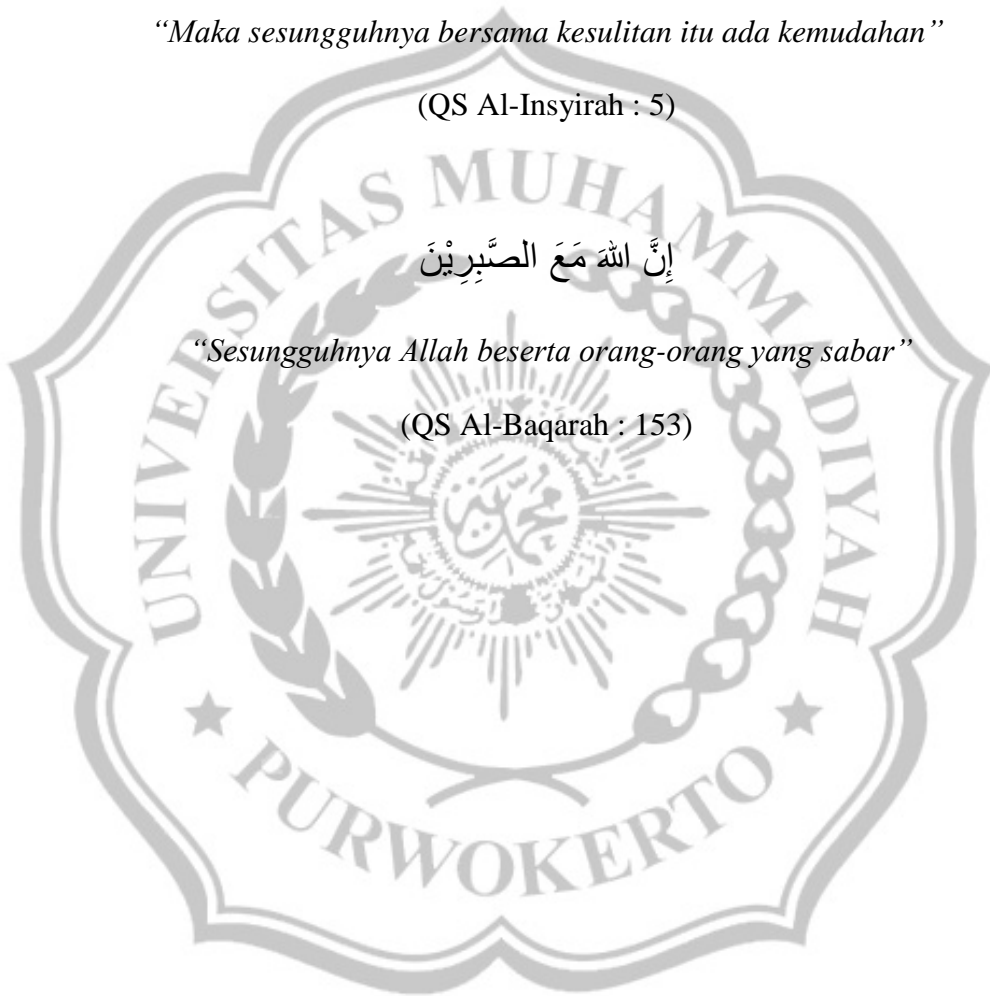 “Maka sesungguhnya bersama kesulitan itu ada kemudahan”
(QS Al-Insyirah : 5)
إِنَّ اللهَ مَعَ الصَّبِرِيْنَ
“Sesungguhnya Allah beserta orang-orang yang sabar”
(QS Al-Baqarah : 153)
UNIVERSITAS MUHAMMADIYAH
PURWOKERTO